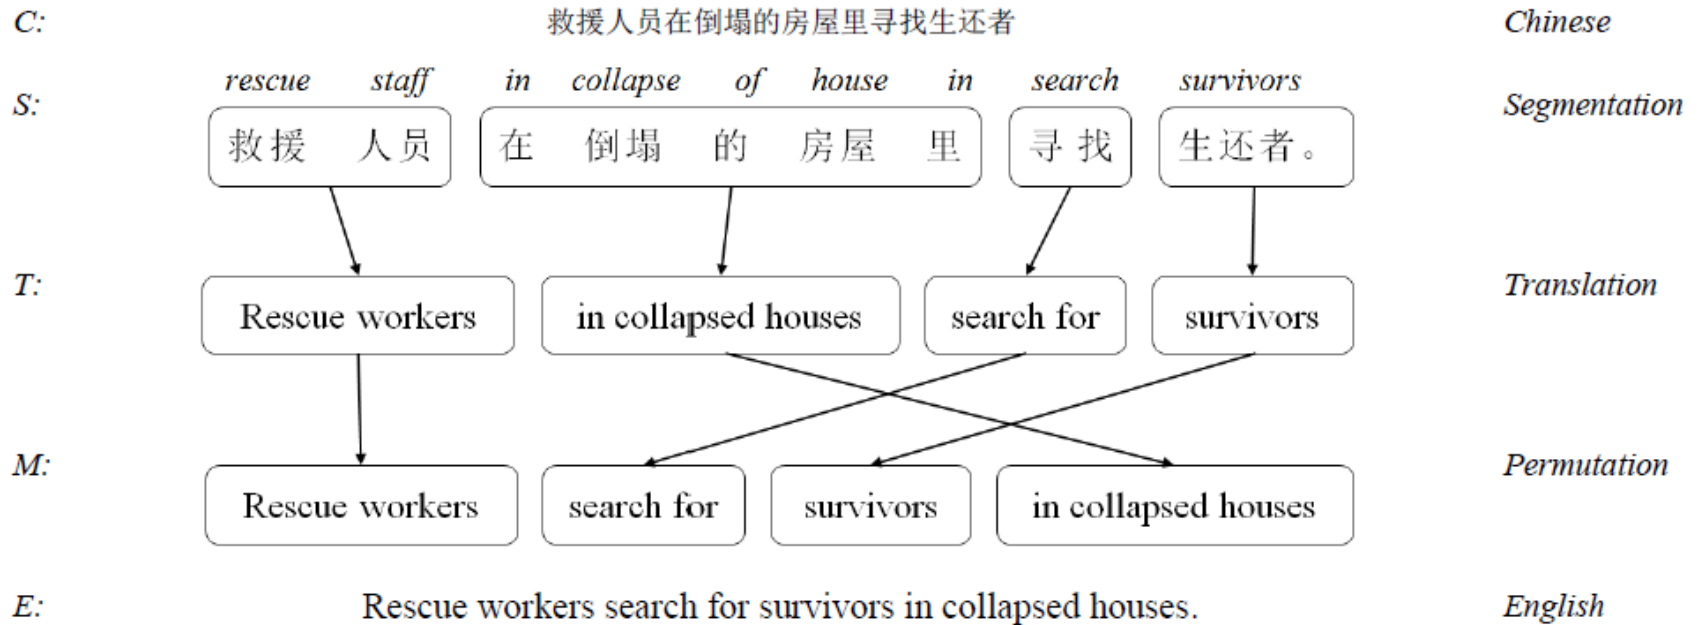 C: 救援人员在倒塌的房屋里寻找生还者 Chinese
rescue staff in collapse of house in search survivors
S: 救援 人员 在 倒塌 的 房屋 里 寻找 生还者。 Segmentation
T: Rescue workers in collapsed houses search for survivors Translation
M: Rescue workers search for survivors in collapsed houses Permutation
E: Rescue workers search for survivors in collapsed houses. English